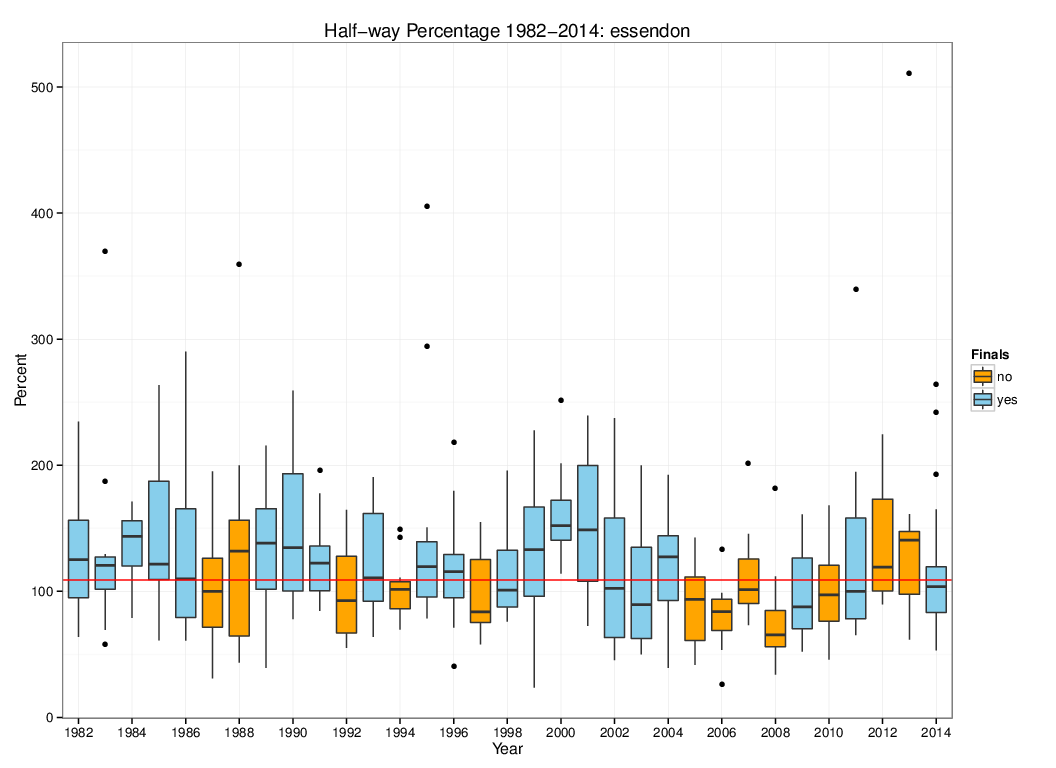 Half−way Percentage 1982−2014: essendon
500
400
300
200
100
0
Percent
1982 1984 1986 1988 1990 1992 1994 1996 1998 2000 2002 2004 2006 2008 2010 2012 2014
Year
Finals
no
yes